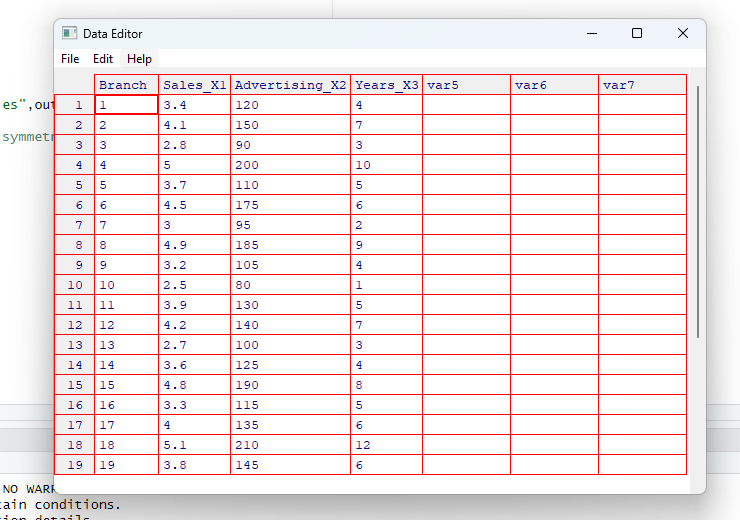 Data Editor
File Edit Help
Branch Sales_X1 Advertising_X2 Years_X3 var5 var6 var7
1 1 3.4 120 4
es",out
2 2 4.1 150 7
symmetr
3 3 2.8 90 3
4 4 5 200 10
5 5 3.7 110 5
6 6 4.5 175 6
7 7 3 95 2
8 8 4.9 185 9
9 9 3.2 105 4
10 10 2.5 80 1
11 11 3.9 130 5
12 12 4.2 140 7
13 13 2.7 100 3
14 14 3.6 125 4
15 15 4.8 190 8
16 16 3.3 115 5
17 17 4 135 6
18 18 5.1 210 12
19 19 3.8 145 6
NO WARR
tain conditions.